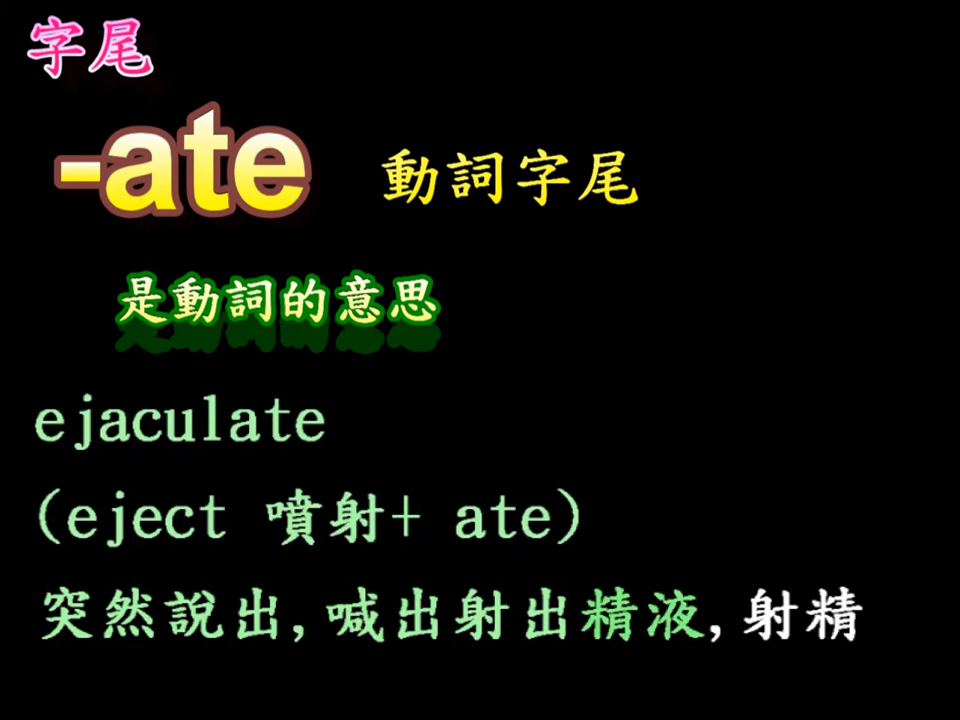 字尾
-ate 動詞字尾
是動詞的意思
ejaculate
(eject 噴射+ ate)
突然說出,喊出射出精液,射精